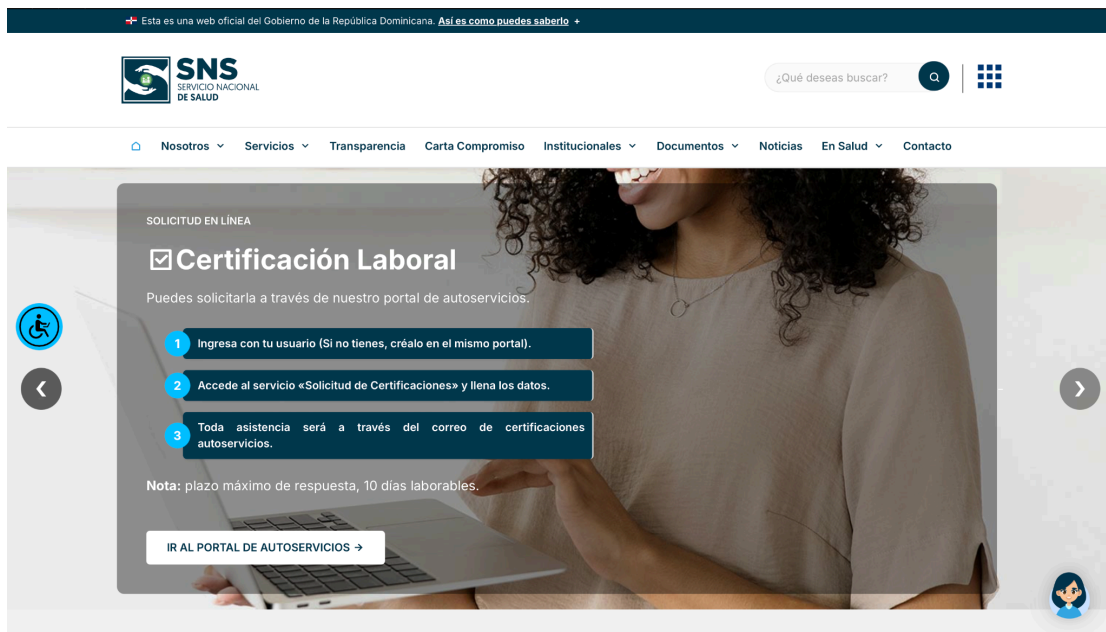 Esta es una web oficial del Gobierno de la República Dominicana. Así es como puedes saberlo +
SNS
SERVICIO NACIONAL
DE SALUD
¿Qué deseas buscar?
Nosotros Servicios Transparencia Carta Compromiso Institucionales Documentos Noticias En Salud Contacto
SOLICITUD EN LÍNEA
Certificación Laboral
Puedes solicitarla a través de nuestro portal de autoservicios.
1 Ingresa con tu usuario (Si no tienes, créalo en el mismo portal).
2 Accede al servicio «Solicitud de Certificaciones» y llena los datos.
3 Toda asistencia será a través del correo de certificaciones
autoservicios.
Nota: plazo máximo de respuesta, 10 días laborables.
IR AL PORTAL DE AUTOSERVICIOS →